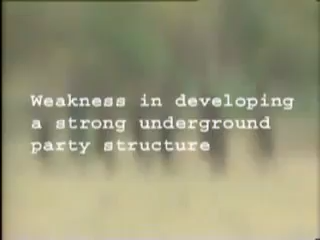 Weakness in developing
a strong underground
party structure